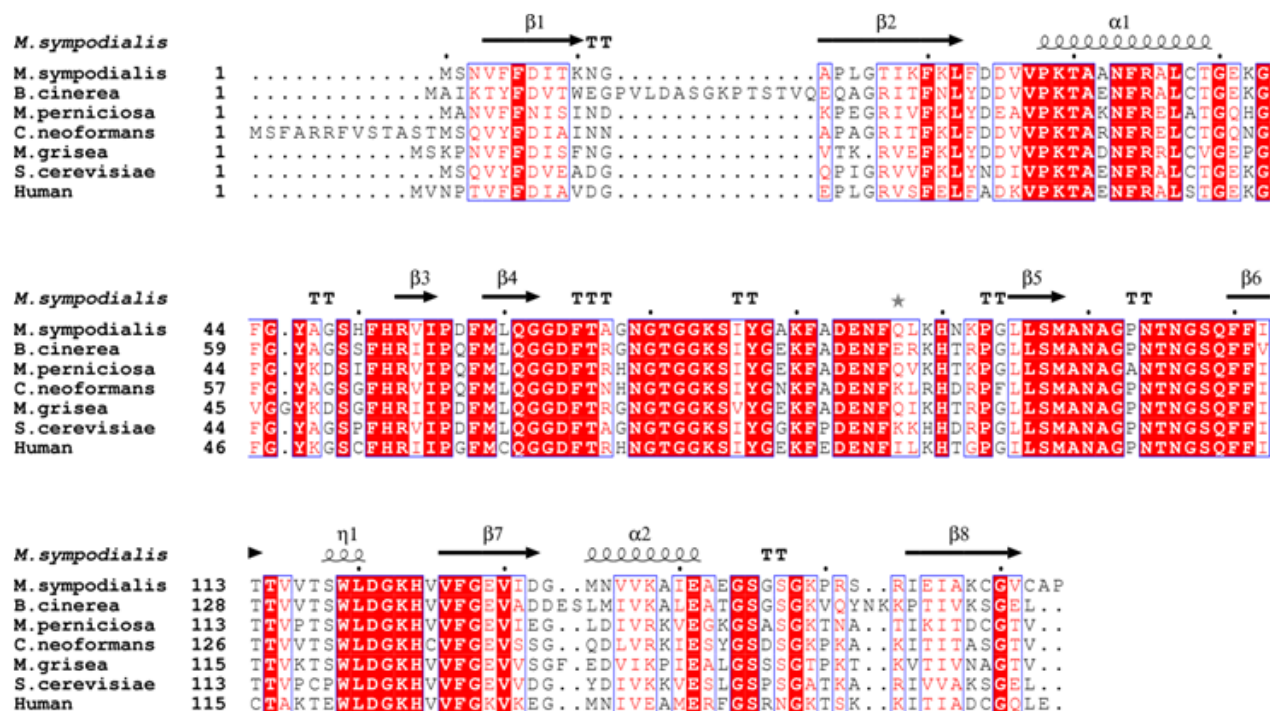 β1 β2 α1
M.sympodialis TT
M.sympodialis 1 .............MSNVFFDITKNG..............APLGTIKFKLFDDVVPKTAANFRALCTGEKG
B.cinerea 1 ............MAIKTYFDVTWEGPVLDASGKPTSTVQEQAGRITFNLYDDVVPKTAENFRALCTGEKG
M.perniciosa 1 .............MANVFFNISIND..............APLGRITFKLYDEAVPKTAKNFRELATGQHG
C.neoformans 1 MSFARRFVSTASTMSQVYFDIAINN..............APAGRITFKLYDDVVPKTARNFRELCTGQNG
M.grisea 1 ...........MSKPNVFFDISFNG..............VTK.RVEFKLYDDVVPKTAKNFRRLCVGEPG
S.cerevisiae 1 .............MSQVYFDVEADG..............QPIGRVVFKLYNDIVPKTAENFRALCTGEKG
Human 1 ...........MVNPTVFFDIAVDG..............EPLGRVSFELFADKVPKTAENFRALSTGEKG
β3 β4 β5 β6
M.sympodialis TT TTT TT ★ TT TT
M.sympodialis 44 FG.YAGSHFHRVIPDFMLQGGDFTAGNGTGGKSIYGAKFADENFQLKHNKPGLLSMANAGPNTNGSQFFI
B.cinerea 59 FG.YAGSSFHRIIPQFMLQGGDFTRGNGTGGKSIYGEKFADENFERKHTRPGLLSMANAGPNTNGSQFFV
M.perniciosa 44 FG.YKDSIFHRVIPQFMLQGGDFTRHNGTGGKSIYGEKFADENFQVKHTKPGLLSMANAGANTNGSQFFI
C.neoformans 57 FG.YAGSGFHRVIPQFMLQGGDFTNHNGTGGKSIYGNKFADENFKLRHDRPFLLSMANAGPNTNGSQFFI
M.grisea 45 VGGYKDSGFHRIIPDFMLQGGDFTRGNGTGGKSVYGEKFADENFQIKHTRPGLLSMANAGPNTNGSQFFI
S.cerevisiae 44 FG.YAGSPFHRVIPDFMLQGGDFTAGNGTGGKSIYGGKFPDENFKKHHDRPGLLSMANAGPNTNGSQFFI
Human 46 FG.YKGSCFHRIIPGFMCQGGDFTRHNGTGGKSIYGEKFEDENFILKHTGPGILSMANAGPNTNGSQFFI
η1 β7 α2 β8
M.sympodialis TT
M.sympodialis 113 TTVVTSWLDGKHVVFGEVIDG..MNVVKAIEAEGSGSGKPRS..RIEIAKCGVCAP
B.cinerea 128 TTVVTSWLDGKHVVFGEVADDESLMIVKALEATGSGSGKVQYNKKPTIVKSGEL..
M.perniciosa 113 TTVPTSWLDGKHVVFGEVVEG..LDIVRKVEGKGSASGKTNA..TIKITDCGTV..
C.neoformans 126 TTVVTSWLDGKHCVFGEVSSG..QDLVRKIESYGSDSGKPKA..KITIADCGTV..
M.grisea 115 TTVKTSWLDGKHVVFGEVVSGF.EDVIKPIEALGSSSGTPKT..KVTIVNAGTV..
S.cerevisiae 113 TTVPCPWLDGKHVVFGEVVDG..YDIVKKVESLGSPSGATKA..RIVVAKSGEL..
Human 115 CTAKTEWLDGKHVVFGKVKEG..MNIVEAMERFGSRNGKTSK..KITIADCGQLE.